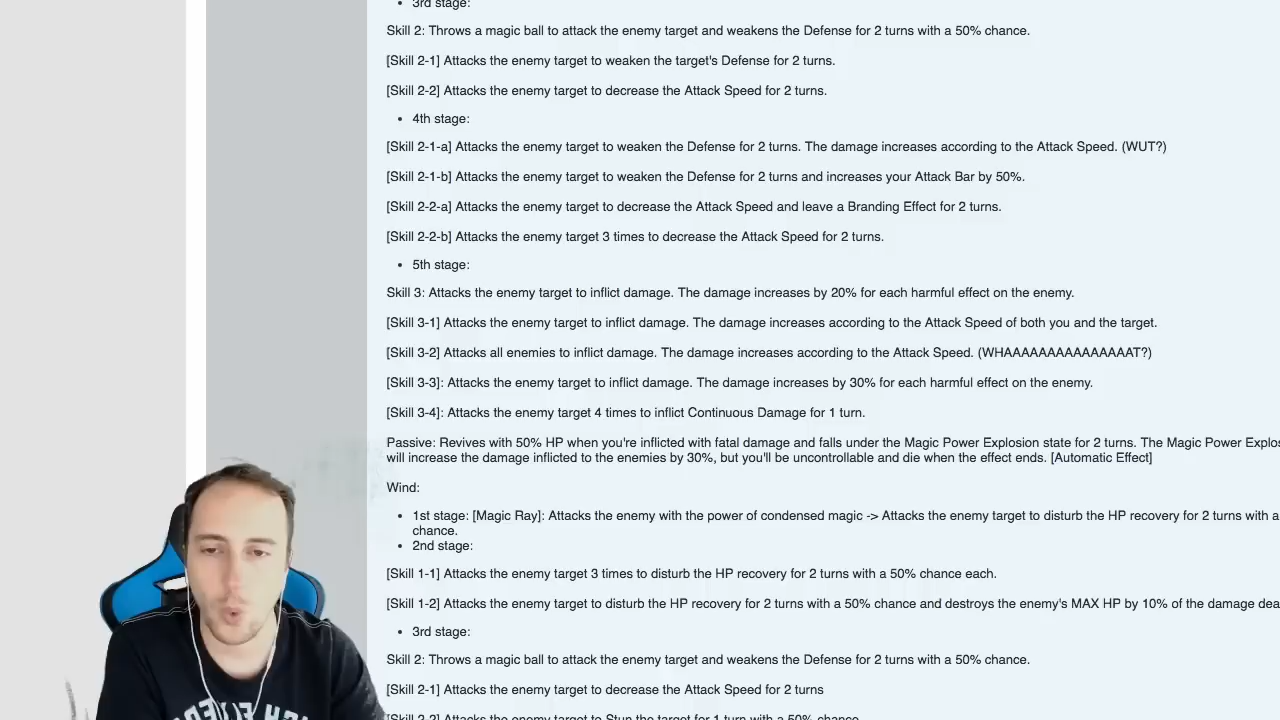 3rd stage:
Skill 2: Throws a magic ball to attack the enemy target and weakens the Defense for 2 turns with a 50% chance.
[Skill 2-1] Attacks the enemy target to weaken the target's Defense for 2 turns.
[Skill 2-2] Attacks the enemy target to decrease the Attack Speed for 2 turns.
• 4th stage:
[Skill 2-1-a] Attacks the enemy target to weaken the Defense for 2 turns. The damage increases according to the Attack Speed. (WUT?)
[Skill 2-1-b] Attacks the enemy target to weaken the Defense for 2 turns and increases your Attack Bar by 50%.
[Skill 2-2-a] Attacks the enemy target to decrease the Attack Speed and leave a Branding Effect for 2 turns.
[Skill 2-2-b] Attacks the enemy target 3 times to decrease the Attack Speed for 2 turns.
• 5th stage:
Skill 3: Attacks the enemy target to inflict damage. The damage increases by 20% for each harmful effect on the enemy.
[Skill 3-1] Attacks the enemy target to inflict damage. The damage increases according to the Attack Speed of both you and the target.
[Skill 3-2] Attacks all enemies to inflict damage. The damage increases according to the Attack Speed. (WHAAAAAAAAAAAAAAAT?)
[Skill 3-3]: Attacks the enemy target to inflict damage. The damage increases by 30% for each harmful effect on the enemy.
[Skill 3-4]: Attacks the enemy target 4 times to inflict Continuous Damage for 1 turn.
Passive: Revives with 50% HP when you're inflicted with fatal damage and falls under the Magic Power Explosion state for 2 turns. The Magic Power Explos
will increase the damage inflicted to the enemies by 30%, but you'll be uncontrollable and die when the effect ends. [Automatic Effect]
Wind:
• 1st stage: [Magic Ray]: Attacks the enemy with the power of condensed magic -> Attacks the enemy target to disturb the HP recovery for 2 turns with a
chance.
• 2nd stage:
[Skill 1-1] Attacks the enemy target 3 times to disturb the HP recovery for 2 turns with a 50% chance each.
[Skill 1-2] Attacks the enemy target to disturb the HP recovery for 2 turns with a 50% chance and destroys the enemy's MAX HP by 10% of the damage dea
• 3rd stage:
Skill 2: Throws a magic ball to attack the enemy target and weakens the Defense for 2 turns with a 50% chance.
[Skill 2-1] Attacks the enemy target to decrease the Attack Speed for 2 turns
[Skill 2-2] Attacks the enemy target to Stun the target for 1 turn with a 50% chance